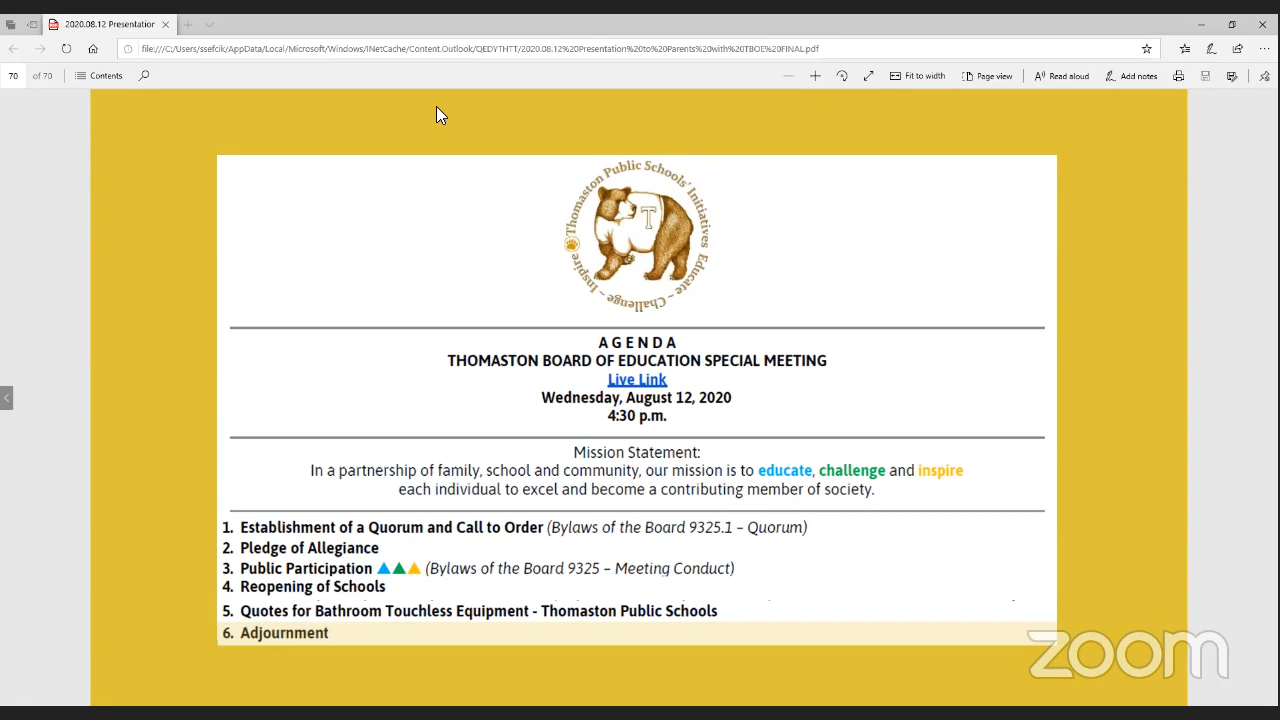 2020.08.12 Presentation
file:///C:/Users/ssefcik/AppData/Local/Microsoft/Windows/INetCache/Content.Outlook/QEDYTHTT/2020.08.12%20Presentation%20to%20Parents%20with%20TBOE%20FINAL.pdf
70 of 70 Contents Fit to width Page view Read aloud Add notes
Thomaston Public Schools' Initiatives Educate ~ Challenge ~ Inspire
T
AGENDA
THOMASTON BOARD OF EDUCATION SPECIAL MEETING
Live Link
Wednesday, August 12, 2020
4:30 p.m.
Mission Statement:
In a partnership of family, school and community, our mission is to educate, challenge and inspire
each individual to excel and become a contributing member of society.
1. Establishment of a Quorum and Call to Order (Bylaws of the Board 9325.1 – Quorum)
2. Pledge of Allegiance
3. Public Participation (Bylaws of the Board 9325 – Meeting Conduct)
4. Reopening of Schools
5. Quotes for Bathroom Touchless Equipment - Thomaston Public Schools
6. Adjournment
zoom